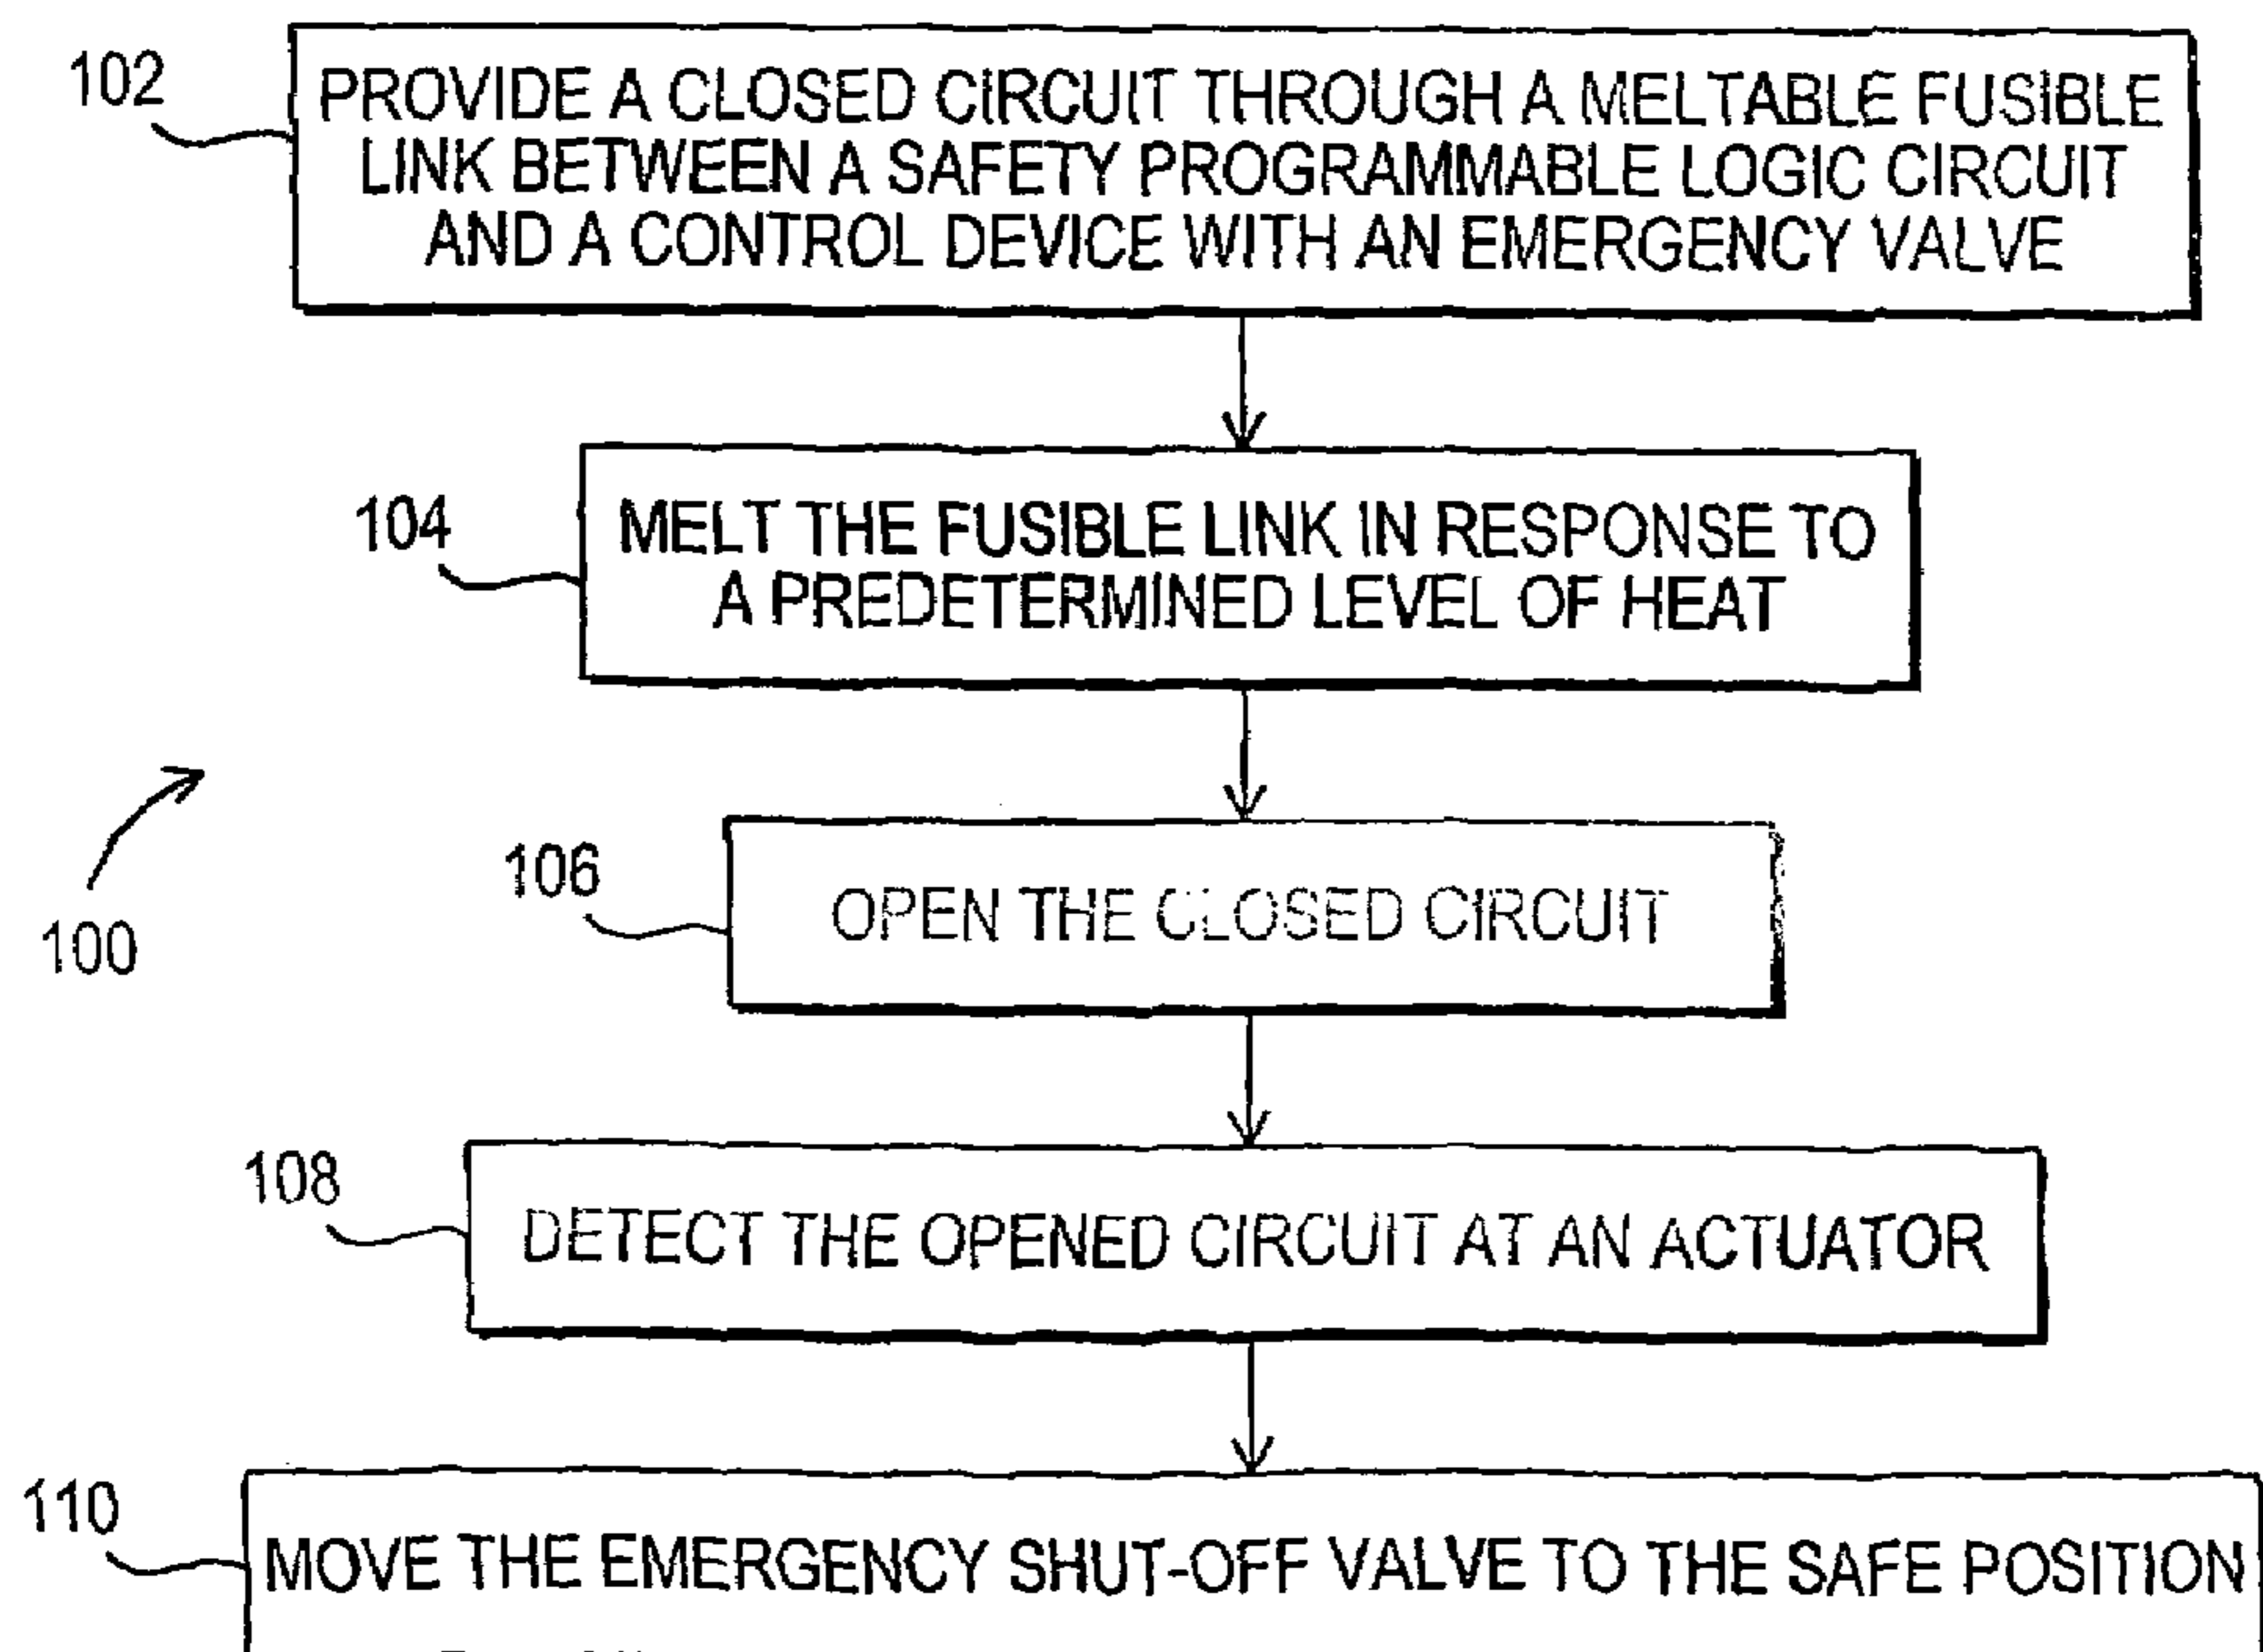 102
PROVIDE A CLOSED CIRCUIT THROUGH A MELTABLE FUSIBLE
LINK BETWEEN A SAFETY PROGRAMMABLE LOGIC CIRCUIT
AND A CONTROL DEVICE WITH AN EMERGENCY VALVE
104
MELT THE FUSIBLE LINK IN RESPONSE TO
A PREDETERMINED LEVEL OF HEAT
100
106
OPEN THE CLOSED CIRCUIT
108
DETECT THE OPENED CIRCUIT AT AN ACTUATOR
110
MOVE THE EMERGENCY SHUT-OFF VALVE TO THE SAFE POSITION